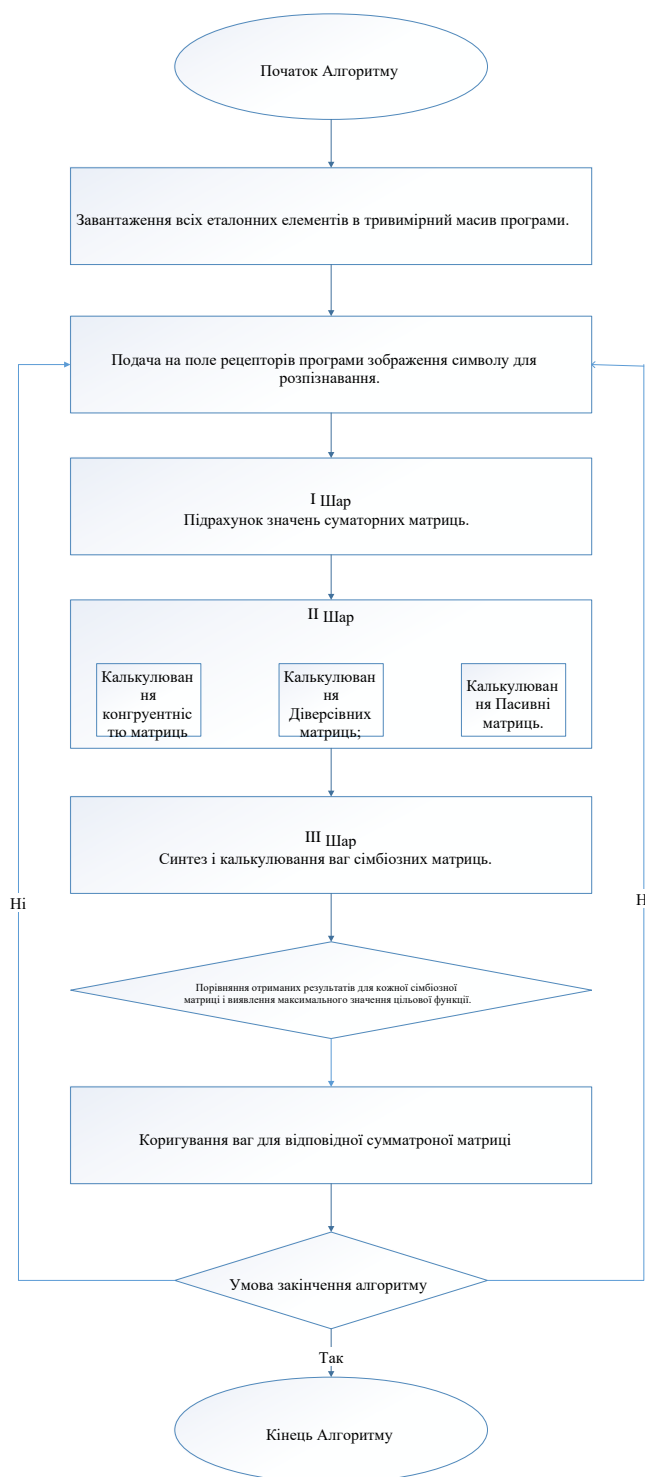 Початок Алгоритму
Завантаження всіх еталонних елементів в тривимірний масив програми.
Подача на поле рецепторів програми зображення символу для
розпізнавання.
I Шар
Підрахунок значень суматорних матриць.
II Шар
Калькулюван
ня
конгруентніс
тю матриць
Калькулюван
ня
Діверсівних
матриць;
Калькулюван
ня Пасивні
матриць.
III Шар
Синтез і калькулювання ваг сімбіозних матриць.
Ні
Н
Порівняння отриманих результатів для кожної сімбіозної
матриці і виявлення максимального значення цільової функції.
Коригування ваг для відповідної сумматроної матриці
Умова закінчення алгоритму
Так
Кінець Алгоритму